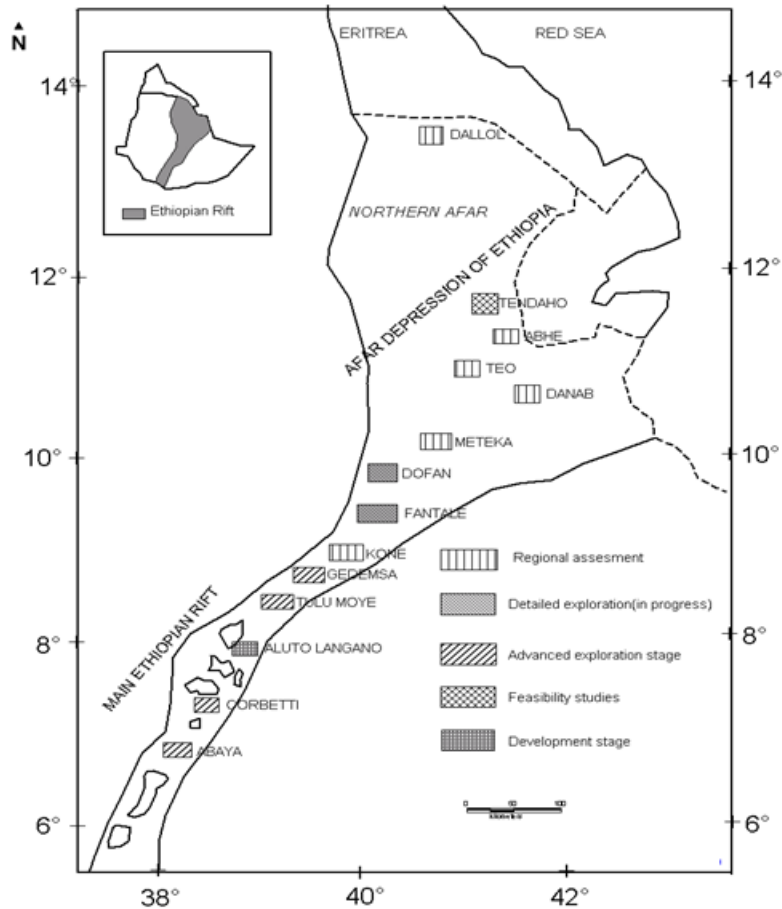 N
ERITREA
RED SEA
14°
14°
DALLOL
Ethiopian Rift
NORTHERN AFAR
AFAR DEPRESSION OF ETHIOPIA
12°
12°
TENDAHO
ABHE
TEO
DANAB
METEKA
10°
10°
DOFAN
FANTALE
KONE
Regional assesment
GEDEMSA
TULU MOYE
Detailed exploration(in progress)
MAIN ETHIOPIAN RIFT
8°
8°
ALUTO LANGANO
Advanced exploration stage
CORBETTI
Feasibility studies
ABAYA
Development stage
6°
6°
38°
40°
42°